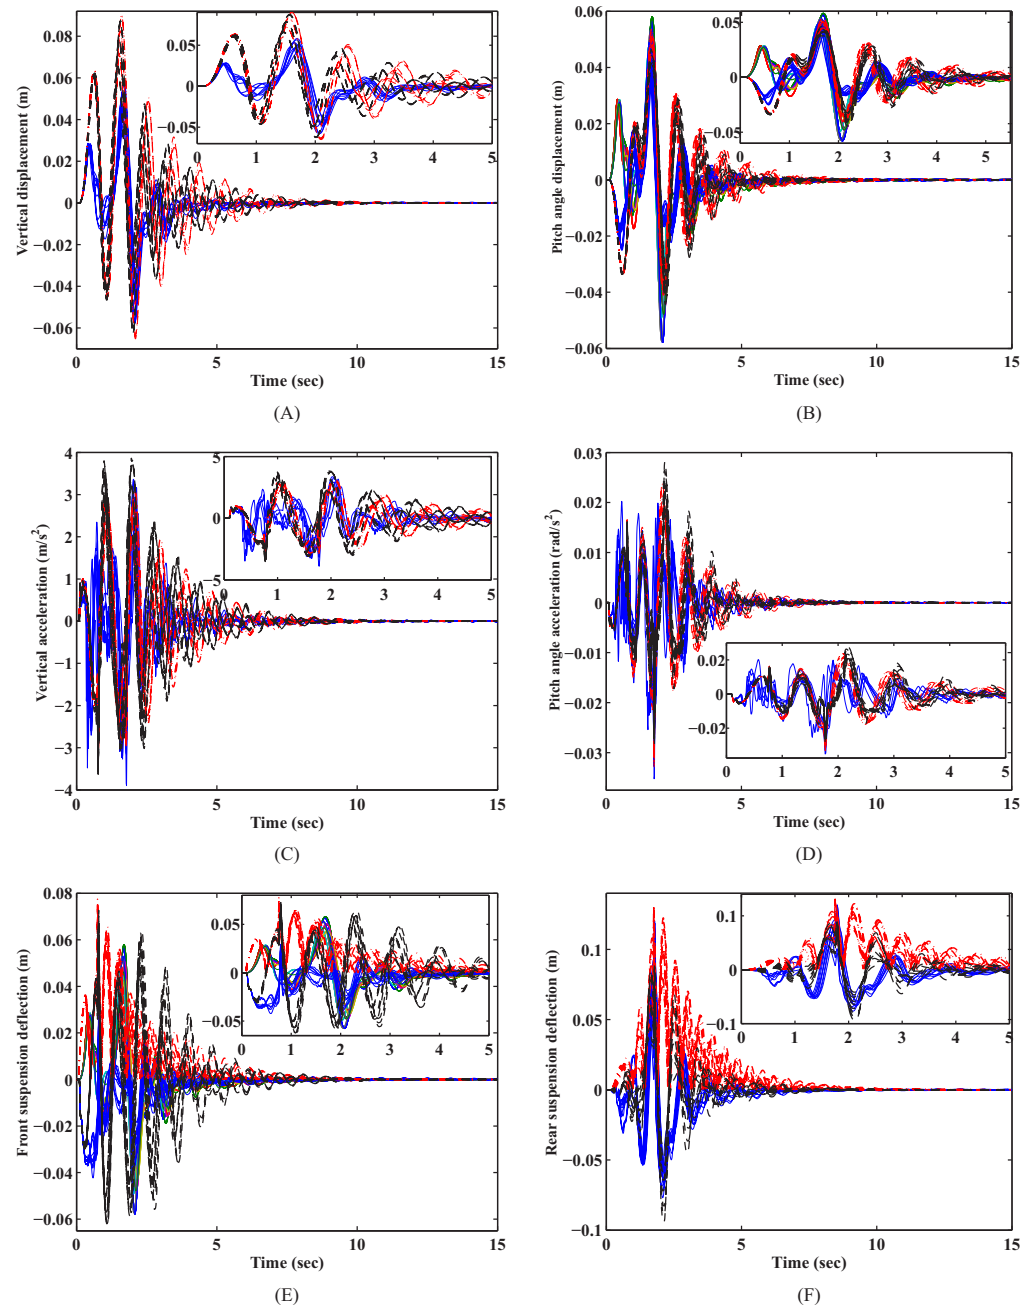 0.08
0.06
0.04
0.02
0
−0.02
−0.04
−0.06
Vertical displacement (m)
0.05
0
−0.05
0 1 2 3 4 5
0 5 10 15
Time (sec)
(A)
0.06
0.04
0.02
0
−0.02
−0.04
−0.06
Pitch angle displacement (m)
0.05
0
−0.05
0 1 2 3 4 5
0 5 10 15
Time (sec)
(B)
4
3
2
1
0
−1
−2
−3
−4
Vertical acceleration (m/s²)
5
0
−5
0 1 2 3 4 5
0 5 10 15
Time (sec)
(C)
0.03
0.02
0.01
0
−0.01
−0.02
−0.03
Pitch angle acceleration (rad/s²)
0.02
0
−0.02
0 1 2 3 4 5
0 5 10 15
Time (sec)
(D)
0.08
0.06
0.04
0.02
0
−0.02
−0.04
−0.06
Front suspension deflection (m)
0.05
0
−0.05
0 1 2 3 4 5
0 5 10 15
Time (sec)
(E)
0.1
0.05
0
−0.05
−0.1
Rear suspension deflection (m)
0.1
0
−0.1
0 1 2 3 4 5
0 5 10 15
Time (sec)
(F)